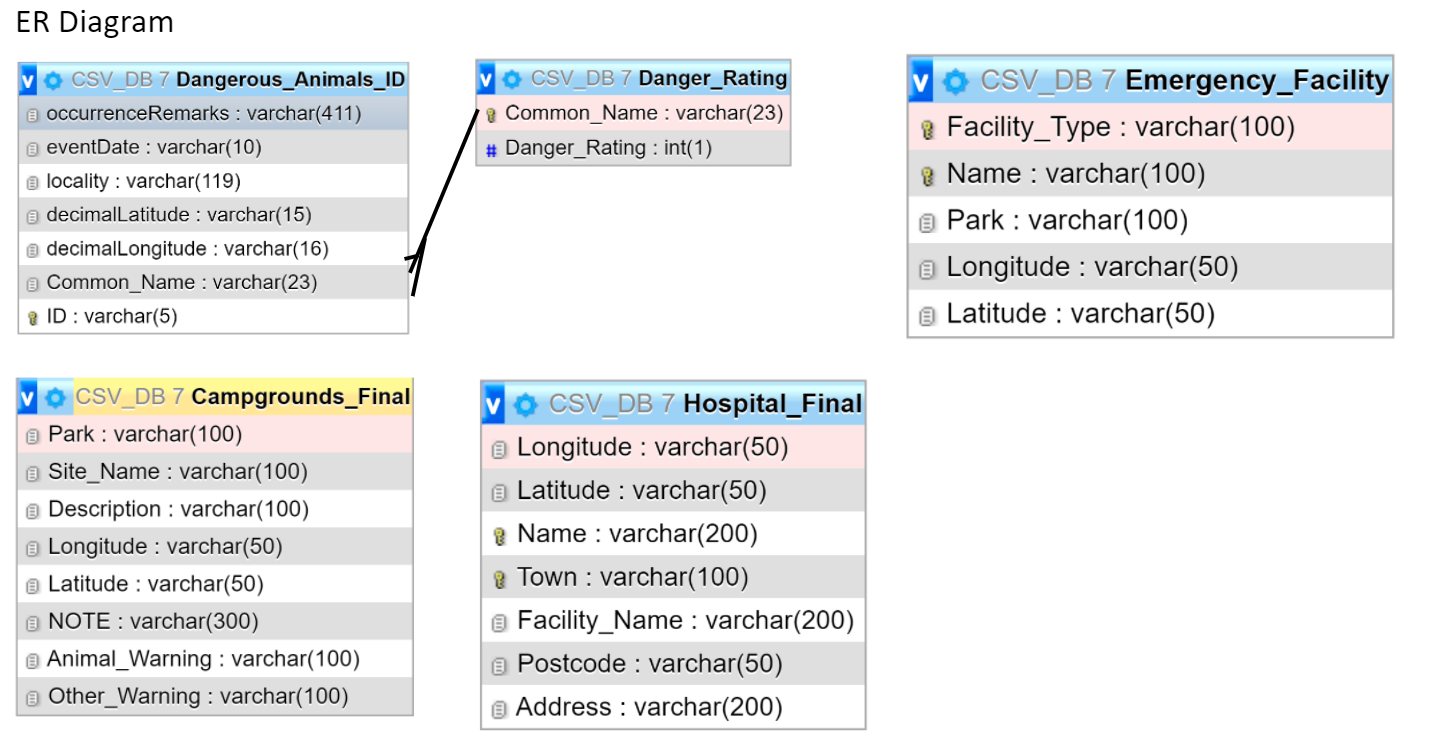 ER Diagram
v CSV_DB 7 Dangerous_Animals_ID
occurrenceRemarks : varchar(411)
eventDate : varchar(10)
locality : varchar(119)
decimalLatitude : varchar(15)
decimalLongitude : varchar(16)
Common_Name : varchar(23)
ID : varchar(5)
v CSV_DB 7 Danger_Rating
Common_Name : varchar(23)
# Danger_Rating : int(1)
v CSV_DB 7 Emergency_Facility
Facility_Type : varchar(100)
Name : varchar(100)
Park : varchar(100)
Longitude : varchar(50)
Latitude : varchar(50)
v CSV_DB 7 Campgrounds_Final
Park : varchar(100)
Site_Name : varchar(100)
Description : varchar(100)
Longitude : varchar(50)
Latitude : varchar(50)
NOTE : varchar(300)
Animal_Warning : varchar(100)
Other_Warning : varchar(100)
v CSV_DB 7 Hospital_Final
Longitude : varchar(50)
Latitude : varchar(50)
Name : varchar(200)
Town : varchar(100)
Facility_Name : varchar(200)
Postcode : varchar(50)
Address : varchar(200)